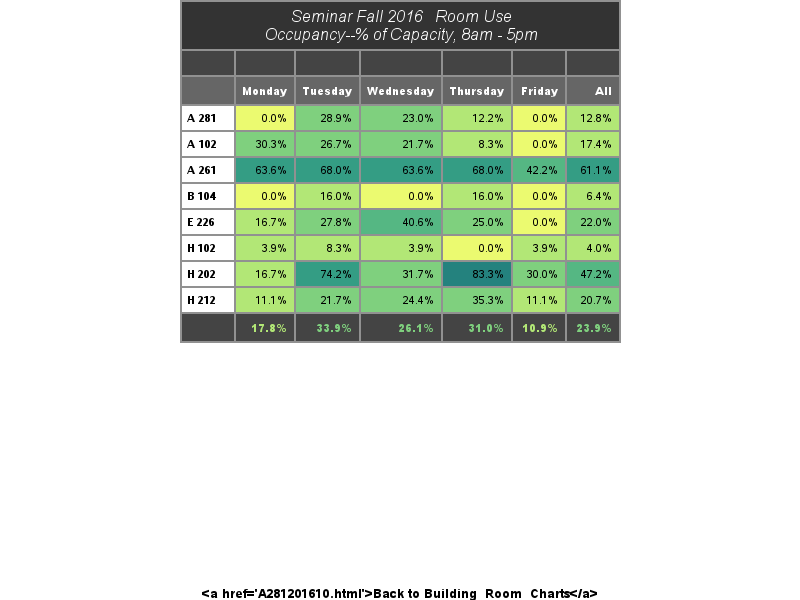 Seminar Fall 2016 Room Use
Occupancy--% of Capacity, 8am - 5pm
Monday Tuesday Wednesday Thursday Friday All
A 281 0.0% 28.9% 23.0% 12.2% 0.0% 12.8%
A 102 30.3% 26.7% 21.7% 8.3% 0.0% 17.4%
A 261 63.6% 68.0% 63.6% 68.0% 42.2% 61.1%
B 104 0.0% 16.0% 0.0% 16.0% 0.0% 6.4%
E 226 16.7% 27.8% 40.6% 25.0% 0.0% 22.0%
H 102 3.9% 8.3% 3.9% 0.0% 3.9% 4.0%
H 202 16.7% 74.2% 31.7% 83.3% 30.0% 47.2%
H 212 11.1% 21.7% 24.4% 35.3% 11.1% 20.7%
17.8% 33.9% 26.1% 31.0% 10.9% 23.9%
<a href='A281201610.html'>Back to Building_Room_Charts</a>